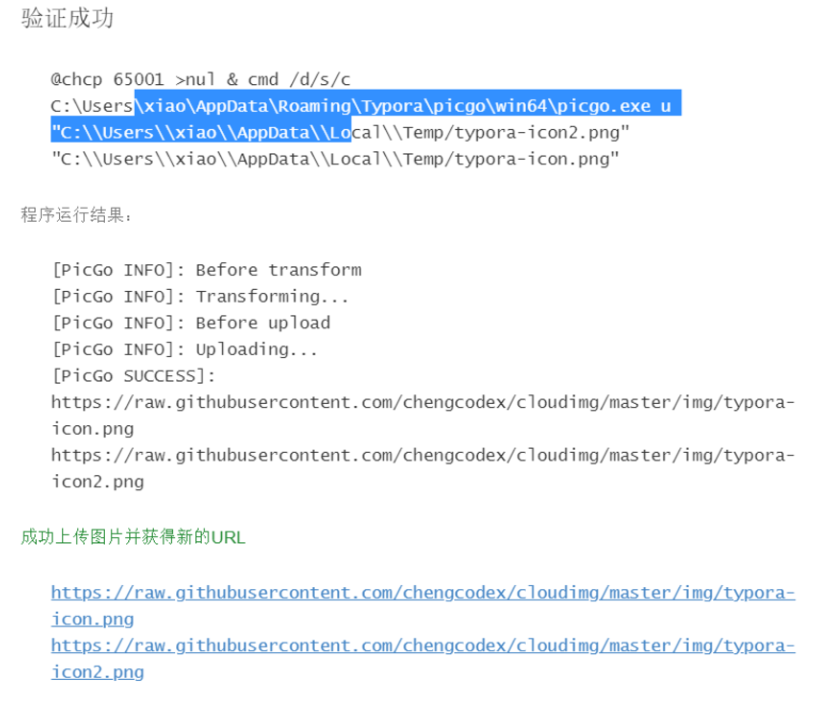 验证成功
@chcp 65001 >nul & cmd /d/s/c
C:\Users\xiao\AppData\Roaming\Typora\picgo\win64\picgo.exe u
"C:\\Users\\xiao\\AppData\\Local\\Temp/typora-icon2.png"
"C:\\Users\\xiao\\AppData\\Local\\Temp/typora-icon.png"
程序运行结果:
[PicGo INFO]: Before transform
[PicGo INFO]: Transforming...
[PicGo INFO]: Before upload
[PicGo INFO]: Uploading...
[PicGo SUCCESS]:
https://raw.githubusercontent.com/chengcodex/cloudimg/master/img/typora-
icon.png
https://raw.githubusercontent.com/chengcodex/cloudimg/master/img/typora-
icon2.png
成功上传图片并获得新的URL
https://raw.githubusercontent.com/chengcodex/cloudimg/master/img/typora-
icon.png
https://raw.githubusercontent.com/chengcodex/cloudimg/master/img/typora-
icon2.png